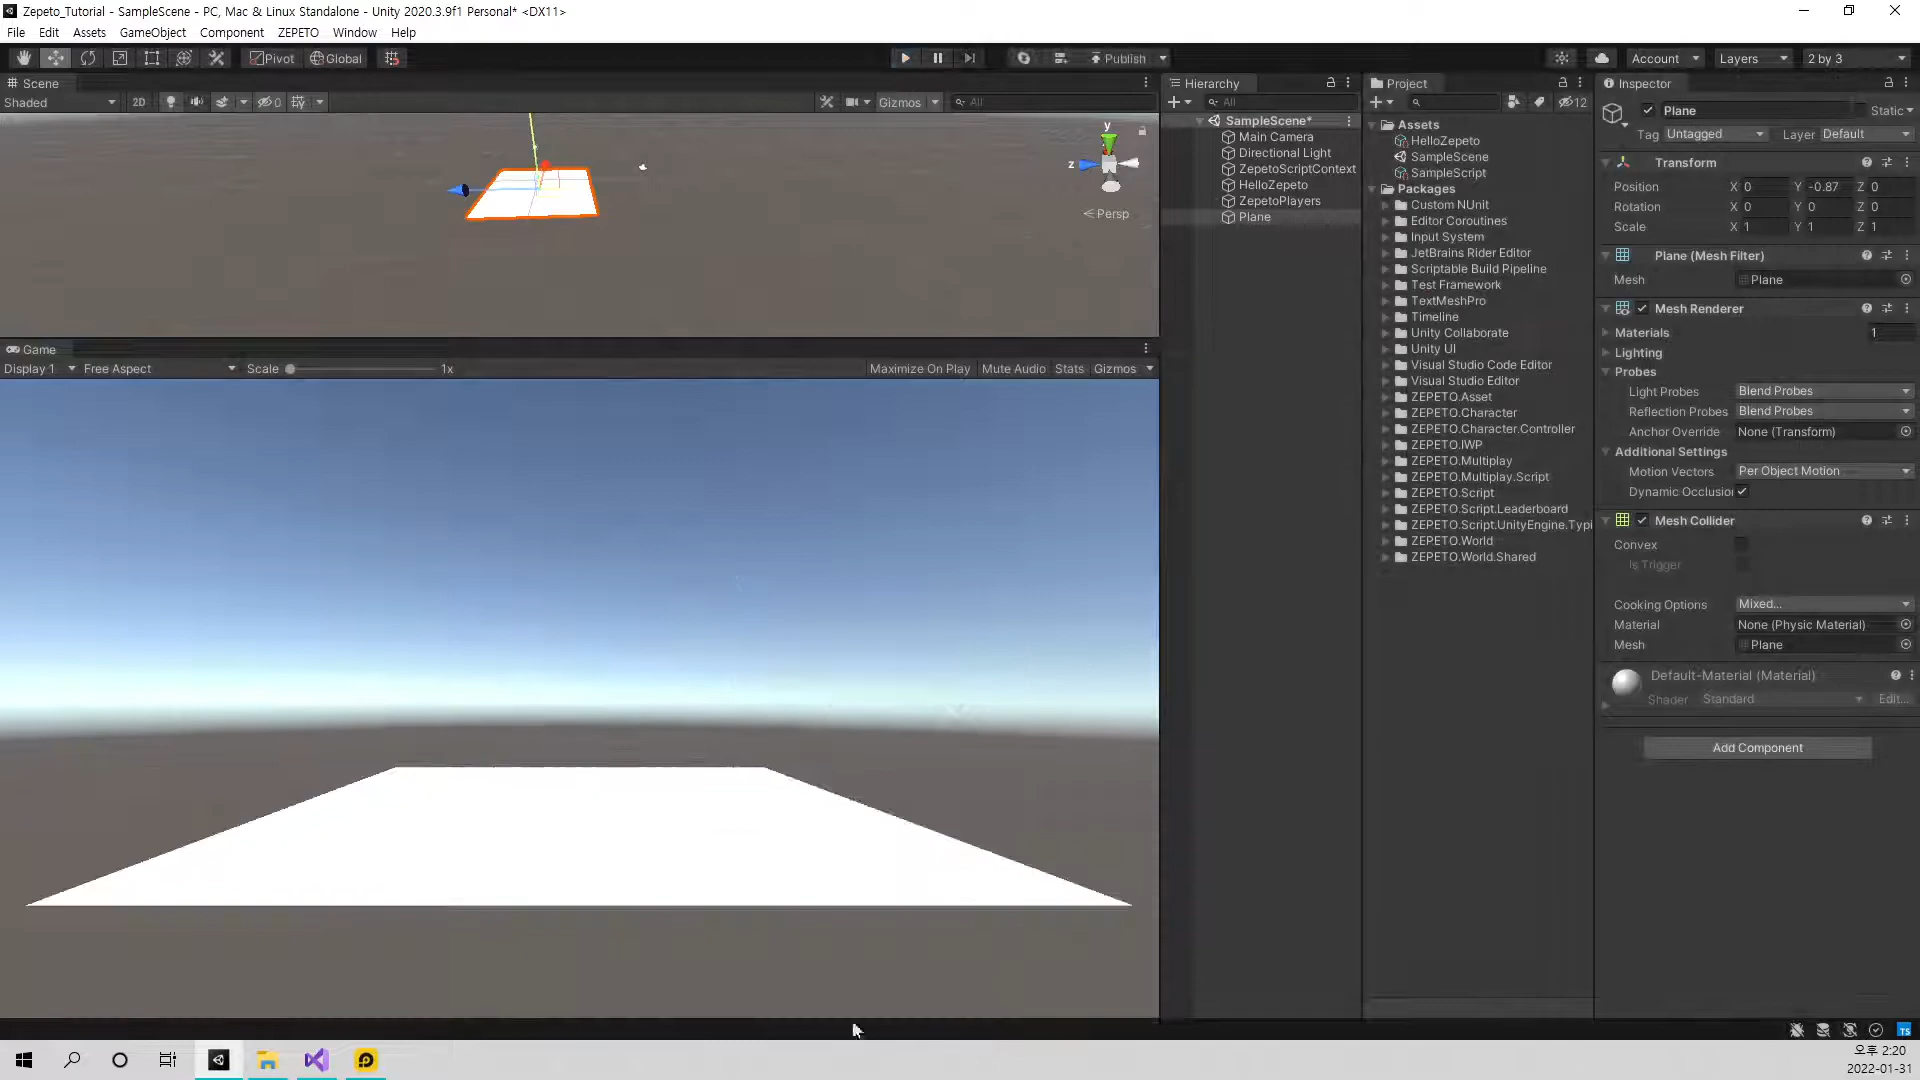 Zepeto_Tutorial - SampleScene - PC, Mac & Linux Standalone - Unity 2020.3.9f1 Personal* <DX11>
File Edit Assets GameObject Component ZEPETO Window Help
Pivot Global Publish Account Layers 2 by 3
Scene
Shaded 2D 0 Gizmos All
y
z
Persp
Game
Display 1 Free Aspect Scale 1x Maximize On Play Mute Audio Stats Gizmos
Hierarchy
All
SampleScene*
Main Camera
Directional Light
ZepetoScriptContext
HelloZepeto
ZepetoPlayers
Plane
Project
12
Assets
HelloZepeto
SampleScene
SampleScript
Packages
Custom NUnit
Editor Coroutines
Input System
JetBrains Rider Editor
Scriptable Build Pipeline
Test Framework
TextMeshPro
Timeline
Unity Collaborate
Unity UI
Visual Studio Code Editor
Visual Studio Editor
ZEPETO.Asset
ZEPETO.Character
ZEPETO.Character.Controller
ZEPETO.IWP
ZEPETO.Multiplay
ZEPETO.Multiplay.Script
ZEPETO.Script
ZEPETO.Script.Leaderboard
ZEPETO.Script.UnityEngine.Typi
ZEPETO.World
ZEPETO.World.Shared
Inspector
Plane Static
Tag Untagged Layer Default
Transform
Position X 0 Y -0.87 Z 0
Rotation X 0 Y 0 Z 0
Scale X 1 Y 1 Z 1
Plane (Mesh Filter)
Mesh Plane
Mesh Renderer
Materials 1
Lighting
Probes
Light Probes Blend Probes
Reflection Probes Blend Probes
Anchor Override None (Transform)
Additional Settings
Motion Vectors Per Object Motion
Dynamic Occlusion
Mesh Collider
Convex
Is Trigger
Cooking Options Mixed...
Material None (Physic Material)
Mesh Plane
Default-Material (Material)
Shader Standard Edit...
Add Component
TS
오후 2:20
2022-01-31